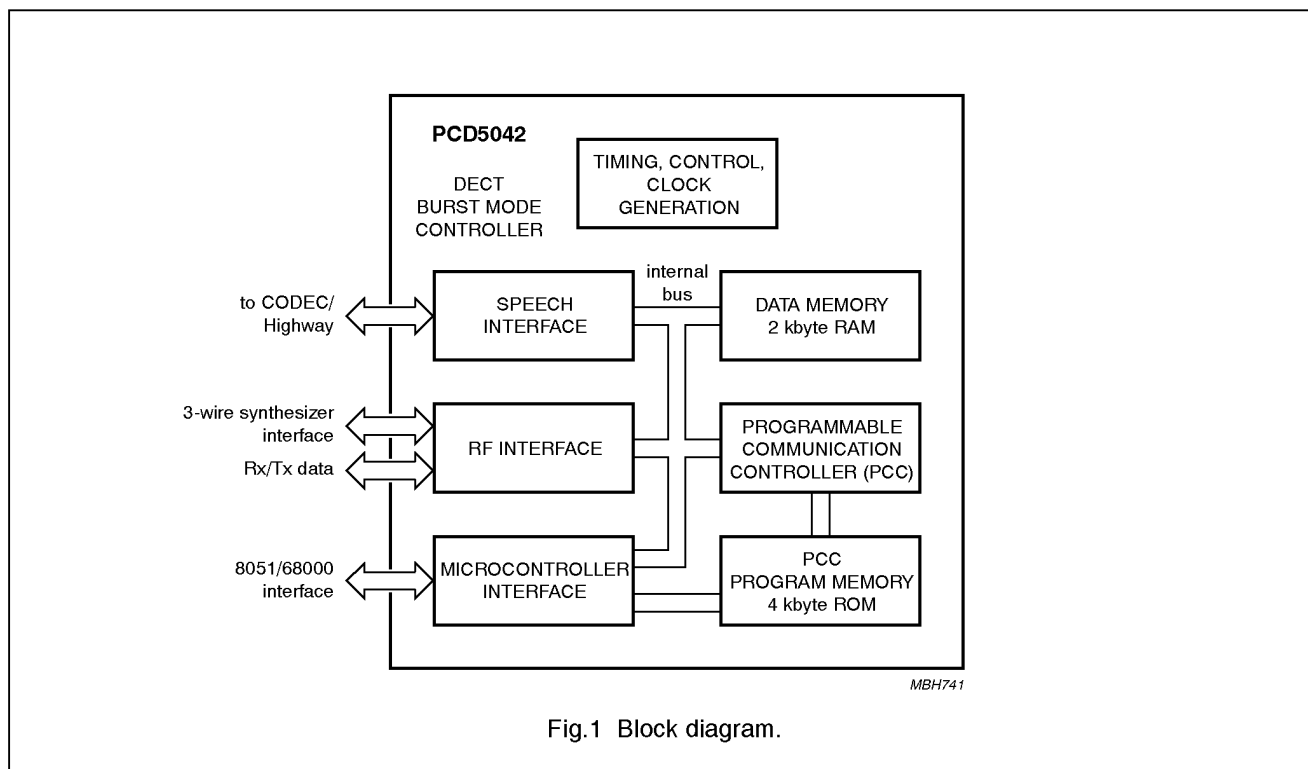 PCD5042
DECT
BURST MODE
CONTROLLER
TIMING, CONTROL,
CLOCK
GENERATION
to CODEC/
Highway
SPEECH
INTERFACE
internal
bus
DATA MEMORY
2 kbyte RAM
3-wire synthesizer
interface
Rx/Tx data
RF INTERFACE
PROGRAMMABLE
COMMUNICATION
CONTROLLER (PCC)
8051/68000
interface
MICROCONTROLLER
INTERFACE
PCC
PROGRAM MEMORY
4 kbyte ROM
MBH741
Fig.1 Block diagram.